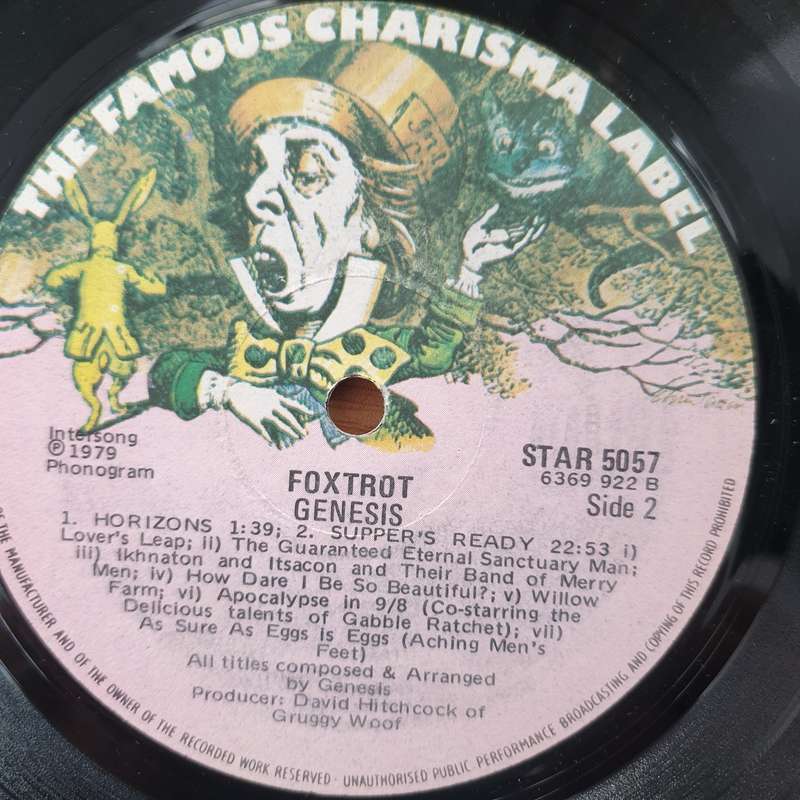 THE FAMOUS CHARISMA LABEL
Intersong
℗ 1979
Phonogram
STAR 5057
6369 922 B
Side 2
FOXTROT
GENESIS
1. HORIZONS 1:39; 2. SUPPER'S READY 22:53 i)
Lover's Leap; ii) The Guaranteed Eternal Sanctuary Man;
iii) Ikhnaton and Itsacon and Their Band of Merry
Men; iv) How Dare I Be So Beautiful?; v) Willow
Farm; vi) Apocalypse in 9/8 (Co-starring the
Delicious talents of Gabble Ratchet); vii)
As Sure As Eggs is Eggs (Aching Men's
Feet)
All titles composed & Arranged
by Genesis
Producer: David Hitchcock of
Gruggy Woof
MANUFACTURER AND OF THE OWNER OF THE RECORDED WORK RESERVED · UNAUTHORISED PUBLIC PERFORMANCE BROADCASTING AND COPYING OF THIS RECORD PROHIBITED